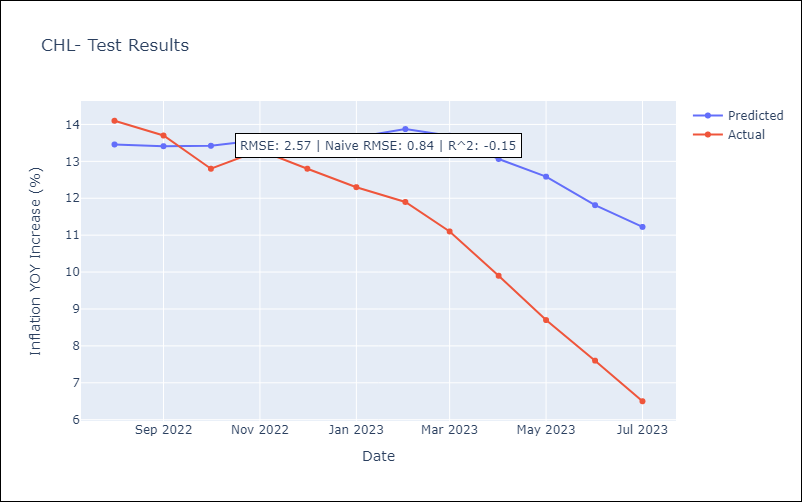 CHL- Test Results
Predicted
Actual
RMSE: 2.57 | Naive RMSE: 0.84 | R^2: -0.15
Inflation YOY Increase (%)
14
13
12
11
10
9
8
7
6
Sep 2022
Nov 2022
Jan 2023
Mar 2023
May 2023
Jul 2023
Date